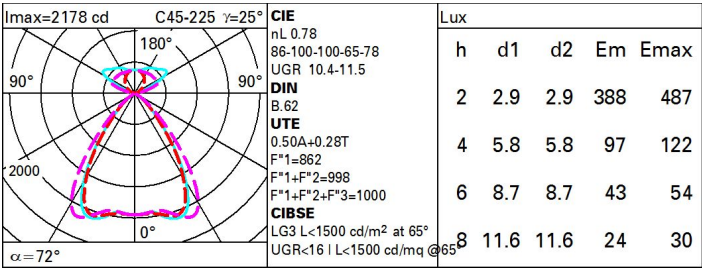 Imax=2178 cd C45-225 γ=25°
180°
90° 90°
2000
0°
α=72°
CIE
nL 0.78
86-100-100-65-78
UGR 10.4-11.5
DIN
B.62
UTE
0.50A+0.28T
F"1=862
F"1+F"2=998
F"1+F"2+F"3=1000
CIBSE
LG3 L<1500 cd/m² at 65°
UGR<16 | L<1500 cd/mq @65°
Lux
h d1 d2 Em Emax
2 2.9 2.9 388 487
4 5.8 5.8 97 122
6 8.7 8.7 43 54
8 11.6 11.6 24 30